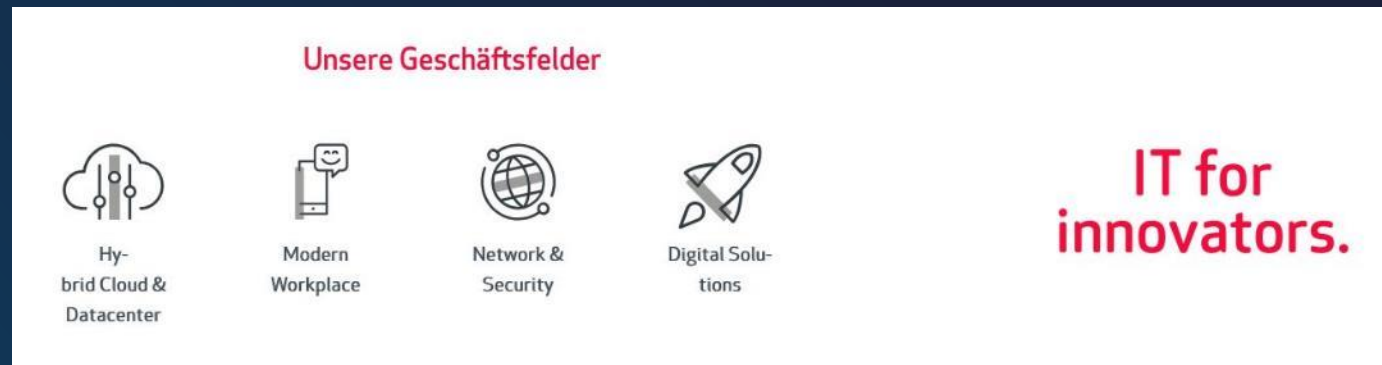 Unsere Geschäftsfelder
Hy-
brid Cloud &
Datacenter
Modern
Workplace
Network &
Security
Digital Solu-
tions
IT for
innovators.